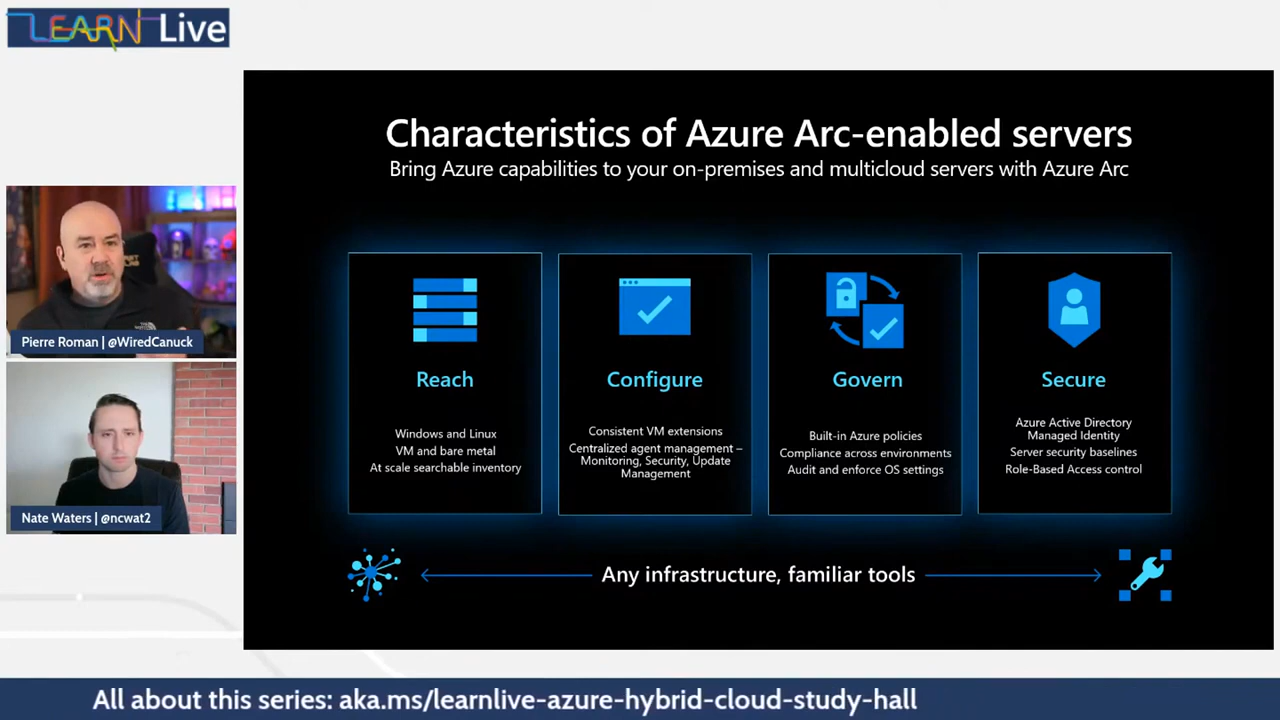 LEARN Live
Characteristics of Azure Arc-enabled servers
Bring Azure capabilities to your on-premises and multicloud servers with Azure Arc
Pierre Roman | @WiredCanuck
Nate Waters | @ncwat2
Reach
Windows and Linux
VM and bare metal
At scale searchable inventory
Configure
Consistent VM extensions
Centralized agent management –
Monitoring, Security, Update
Management
Govern
Built-in Azure policies
Compliance across environments
Audit and enforce OS settings
Secure
Azure Active Directory
Managed Identity
Server security baselines
Role-Based Access control
Any infrastructure, familiar tools
All about this series: aka.ms/learnlive-azure-hybrid-cloud-study-hall